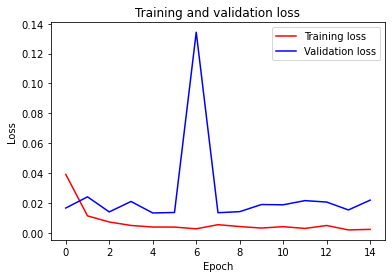 Training and validation loss
Training loss
Validation loss
Loss
0.14
0.12
0.10
0.08
0.06
0.04
0.02
0.00
0 2 4 6 8 10 12 14
Epoch